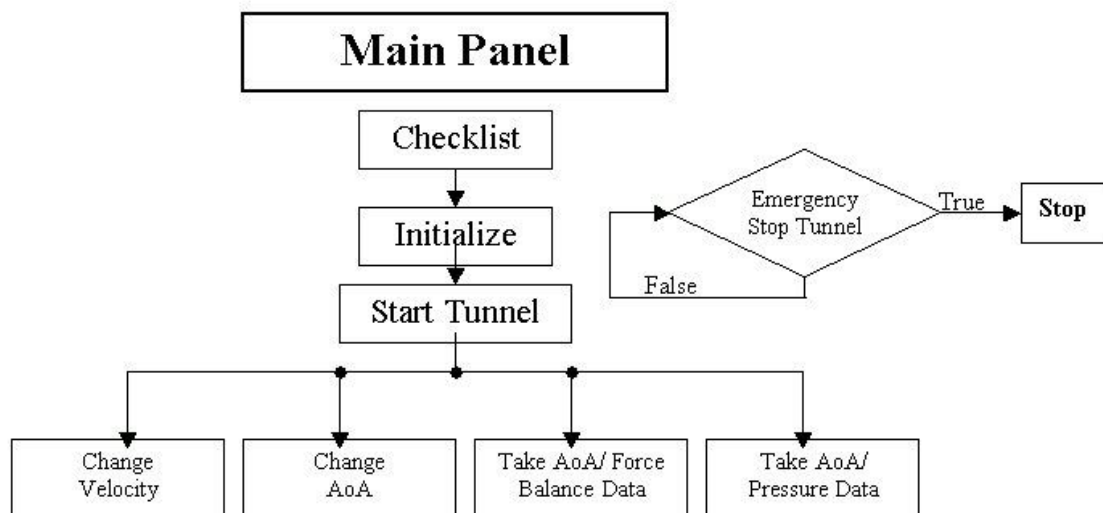 Main Panel
Checklist
Initialize
Start Tunnel
Emergency
Stop Tunnel
True
Stop
False
Change
Velocity
Change
AoA
Take AoA/ Force
Balance Data
Take AoA/
Pressure Data